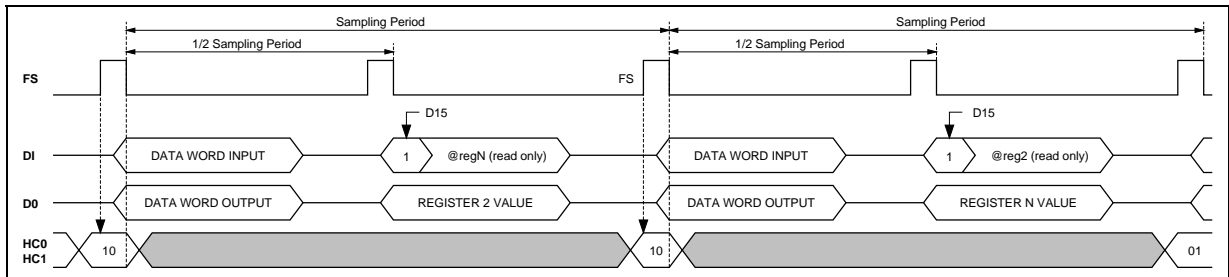 Sampling Period Sampling Period
1/2 Sampling Period 1/2 Sampling Period
FS FS
D15 D15
DI DATA WORD INPUT 1 @regN (read only) DATA WORD INPUT 1 @reg2 (read only)
D0 DATA WORD OUTPUT REGISTER 2 VALUE DATA WORD OUTPUT REGISTER N VALUE
HC0
HC1 10 10 01